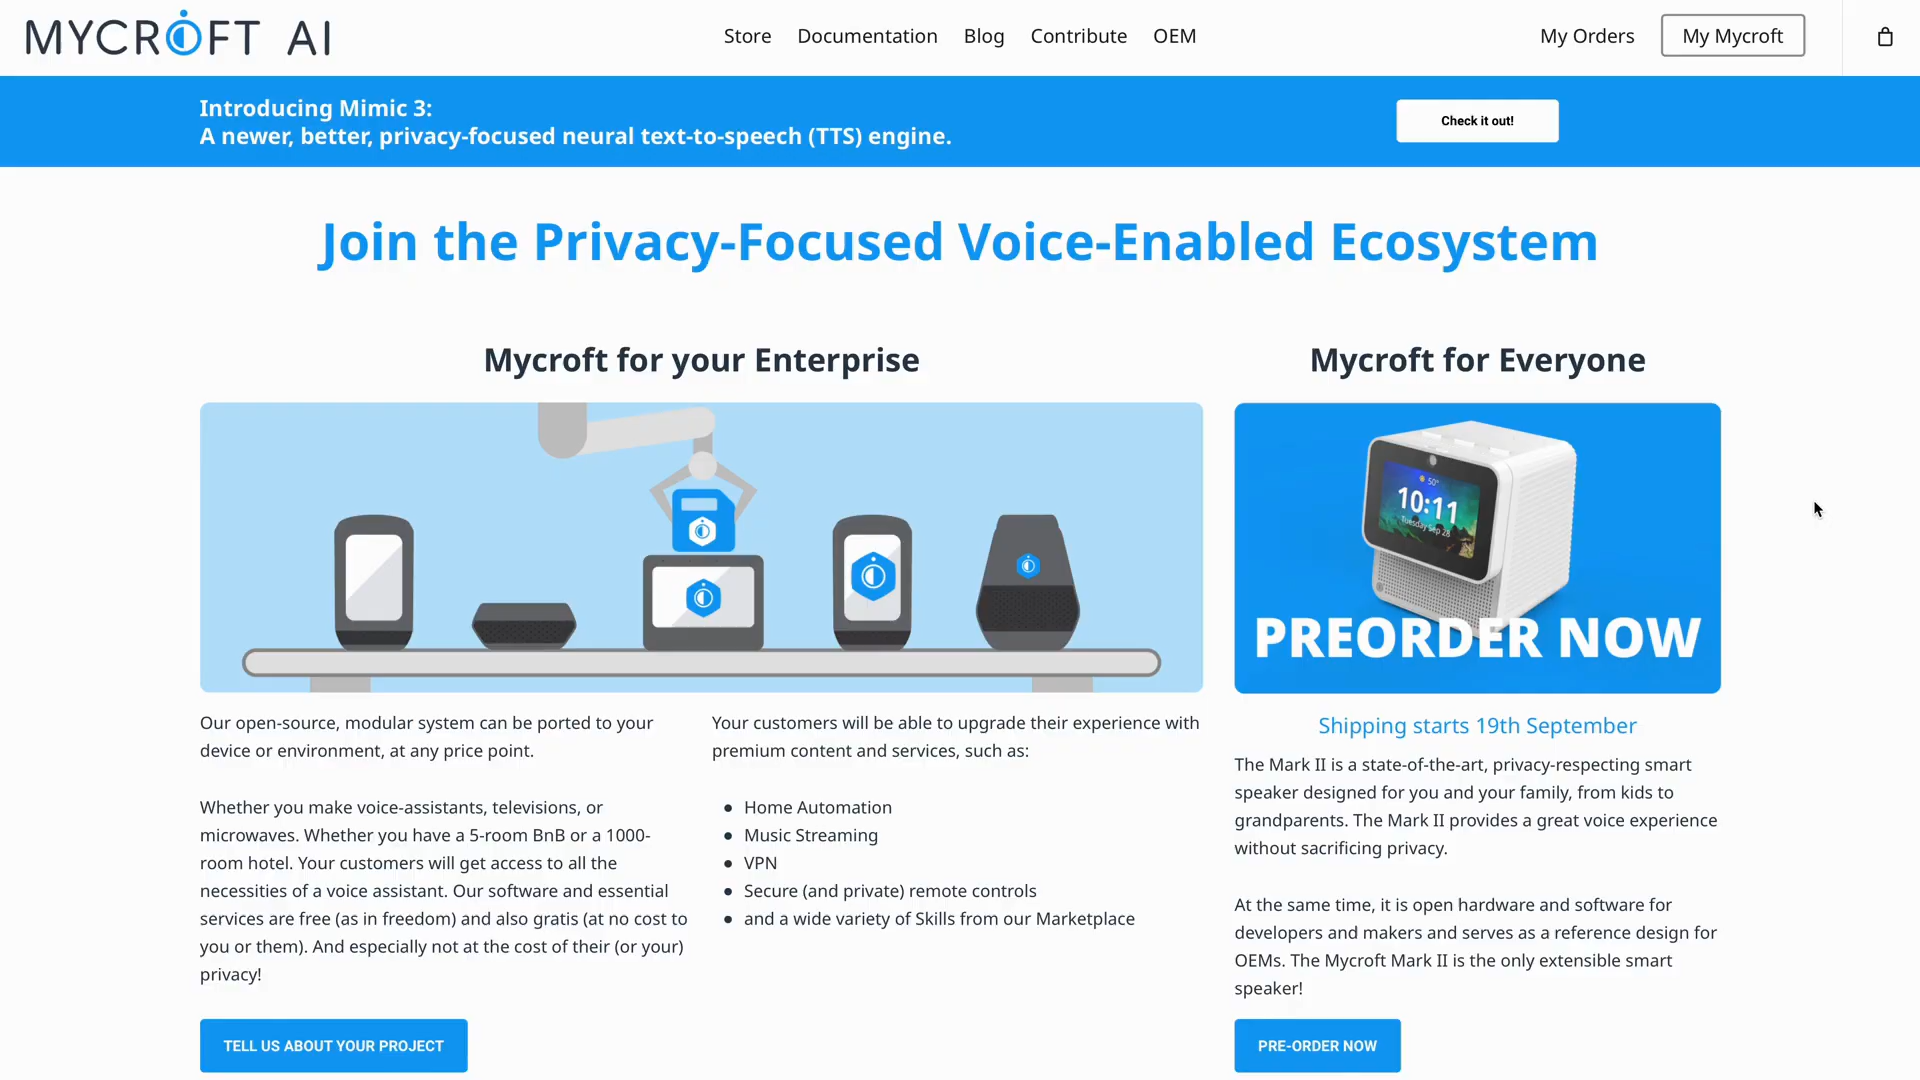 MYCROFT AI
Store
Documentation
Blog
Contribute
OEM
My Orders
My Mycroft
Introducing Mimic 3:
A newer, better, privacy-focused neural text-to-speech (TTS) engine.
Check it out!
Join the Privacy-Focused Voice-Enabled Ecosystem
Mycroft for your Enterprise
Our open-source, modular system can be ported to your
device or environment, at any price point.
Whether you make voice-assistants, televisions, or
microwaves. Whether you have a 5-room BnB or a 1000-
room hotel. Your customers will get access to all the
necessities of a voice assistant. Our software and essential
services are free (as in freedom) and also gratis (at no cost to
you or them). And especially not at the cost of their (or your)
privacy!
TELL US ABOUT YOUR PROJECT
Your customers will be able to upgrade their experience with
premium content and services, such as:
Home Automation
Music Streaming
VPN
Secure (and private) remote controls
and a wide variety of Skills from our Marketplace
Mycroft for Everyone
50°
10:11
Tuesday Sep 28
PREORDER NOW
Shipping starts 19th September
The Mark II is a state-of-the-art, privacy-respecting smart
speaker designed for you and your family, from kids to
grandparents. The Mark II provides a great voice experience
without sacrificing privacy.
At the same time, it is open hardware and software for
developers and makers and serves as a reference design for
OEMs. The Mycroft Mark II is the only extensible smart
speaker!
PRE-ORDER NOW